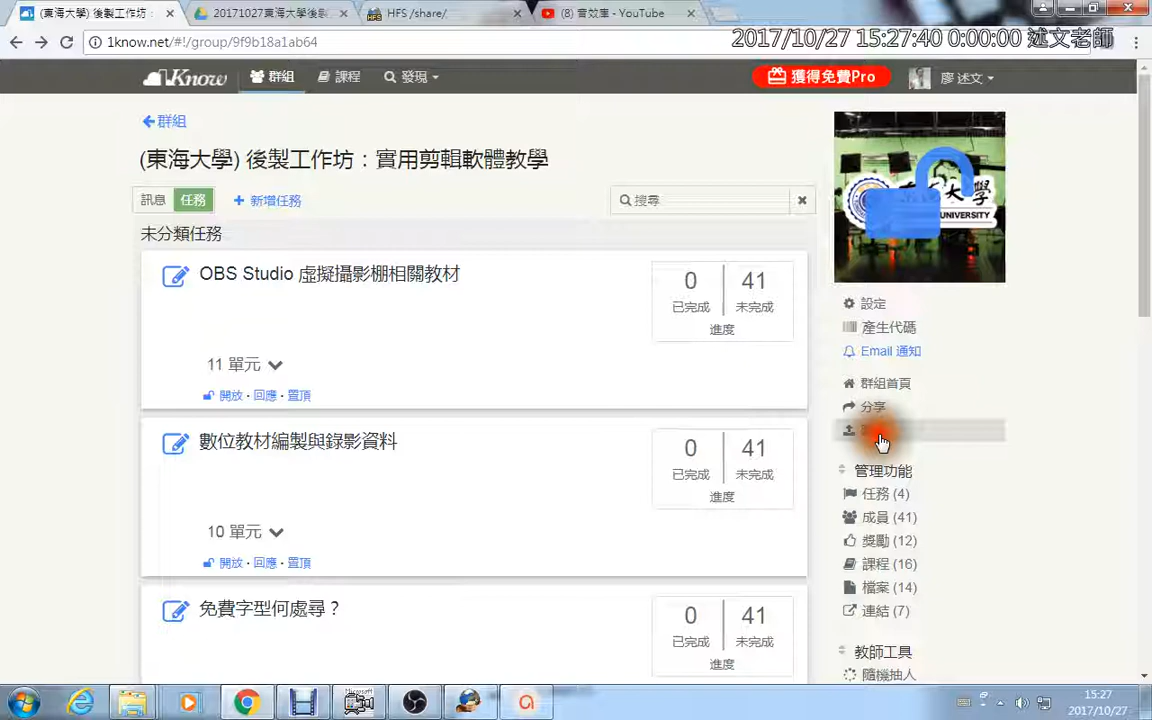 (東海大學) 後製工作坊：
20171027東海大學後製
HFS /share/
(8) 音效庫 - YouTube
1know.net/#!/group/9f9b18a1ab64
2017/10/27 15:27:40 0:00:00 述文老師
1Know
群組
課程
發現
獲得免費Pro
廖 述文
群組
(東海大學) 後製工作坊：實用剪輯軟體教學
訊息
任務
新增任務
搜尋
未分類任務
OBS Studio 虛擬攝影棚相關教材
0
41
已完成
未完成
進度
11 單元
開放 · 回應 · 置頂
數位教材編製與錄影資料
0
41
已完成
未完成
進度
10 單元
開放 · 回應 · 置頂
免費字型何處尋？
0
41
已完成
未完成
進度
大學
UNIVERSITY
設定
產生代碼
Email 通知
群組首頁
分享
管理功能
任務 (4)
成員 (41)
獎勵 (12)
課程 (16)
檔案 (14)
連結 (7)
教師工具
隨機抽人
Microsoft
15:27
2017/10/27